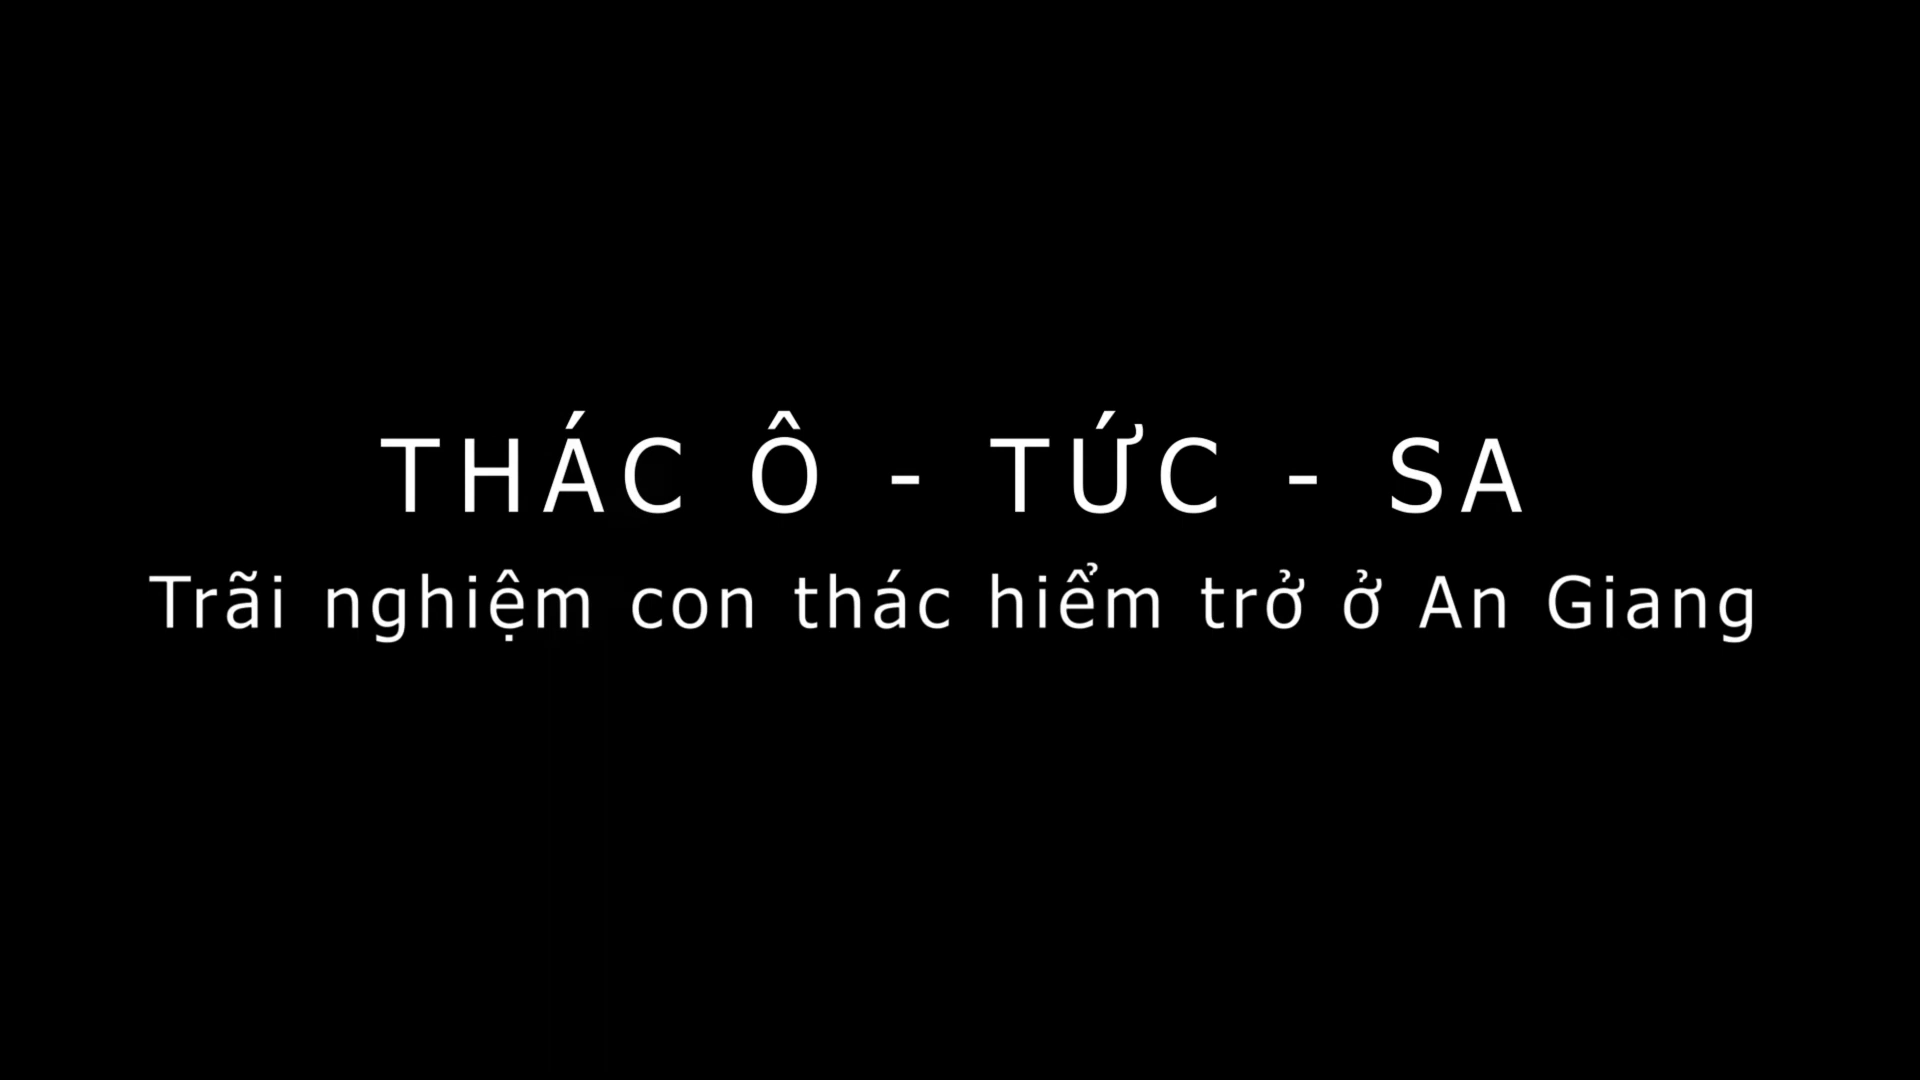 THÁC Ô - TỨC - SA
Trãi nghiệm con thác hiểm trở ở An Giang